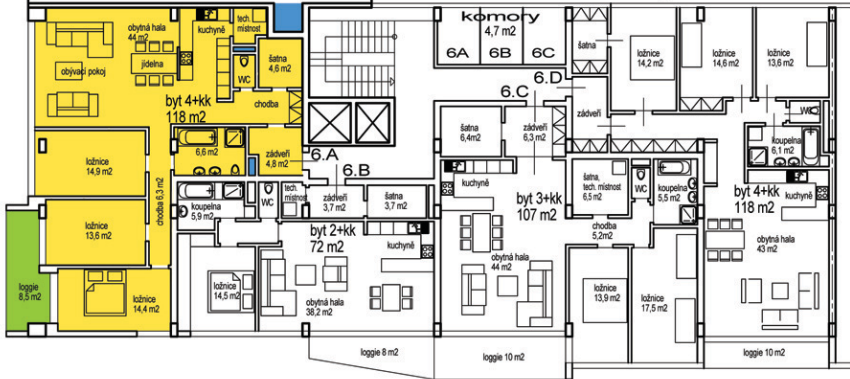 obytná hala
44 m2
kuchyně
tech.
místnost
obývací pokoj
jídelna
WC
šatna
4,6 m2
byt 4+kk
118 m2
chodba
6,6 m2
zádveří
4,8 m2
ložnice
14,9 m2
chodba 6,3 m2
ložnice
13,6 m2
loggie
8,5 m2
ložnice
14,4 m2
komory
4,7 m2
6A
6B
6C
6.A
6.B
6.C
6.D
koupelna
5,9 m2
WC
tech.
místnost
zádveří
3,7 m2
šatna
3,7 m2
byt 2+kk
72 m2
kuchyně
ložnice
14,5 m2
obytná hala
38,2 m2
loggie 8 m2
šatna
6,4m2
zádveří
6,3 m2
kuchyně
byt 3+kk
107 m2
šatna,
tech. místnost
6,5 m2
WC
koupelna
5,5 m2
chodba
5,2m2
obytná hala
44 m2
ložnice
13,9 m2
ložnice
17,5 m2
loggie 10 m2
šatna
ložnice
14,2 m2
ložnice
14,6 m2
ložnice
13,6 m2
zádveří
WC
koupelna
6,1 m2
byt 4+kk
118 m2
kuchyně
obytná hala
43 m2
loggie 10 m2